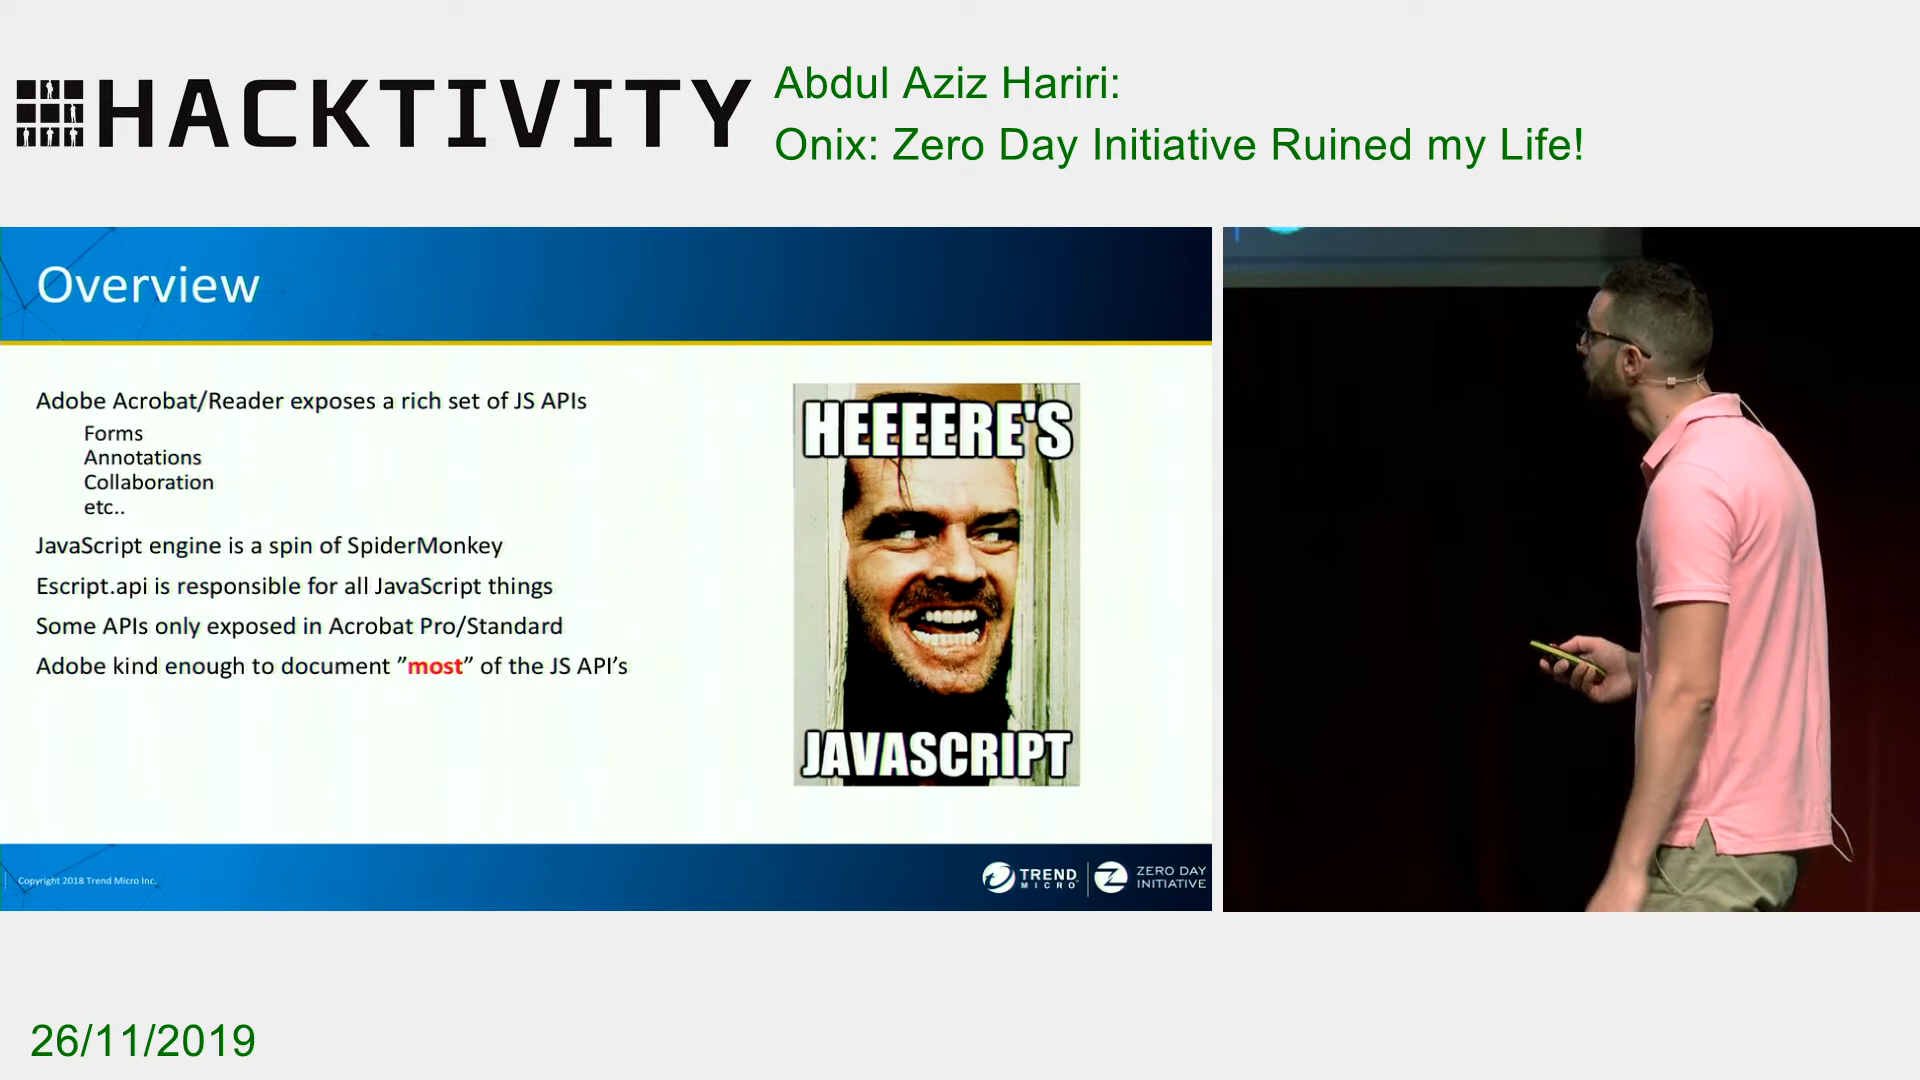 HACKTIVITY
Abdul Aziz Hariri:
Onix: Zero Day Initiative Ruined my Life!
Overview
Adobe Acrobat/Reader exposes a rich set of JS APIs
Forms
Annotations
Collaboration
etc..
JavaScript engine is a spin of SpiderMonkey
Escript.api is responsible for all JavaScript things
Some APIs only exposed in Acrobat Pro/Standard
Adobe kind enough to document ”most” of the JS API’s
HEEEERE'S
JAVASCRIPT
Copyright 2018 Trend Micro Inc.
TREND
MICRO
ZERO DAY
INITIATIVE
26/11/2019